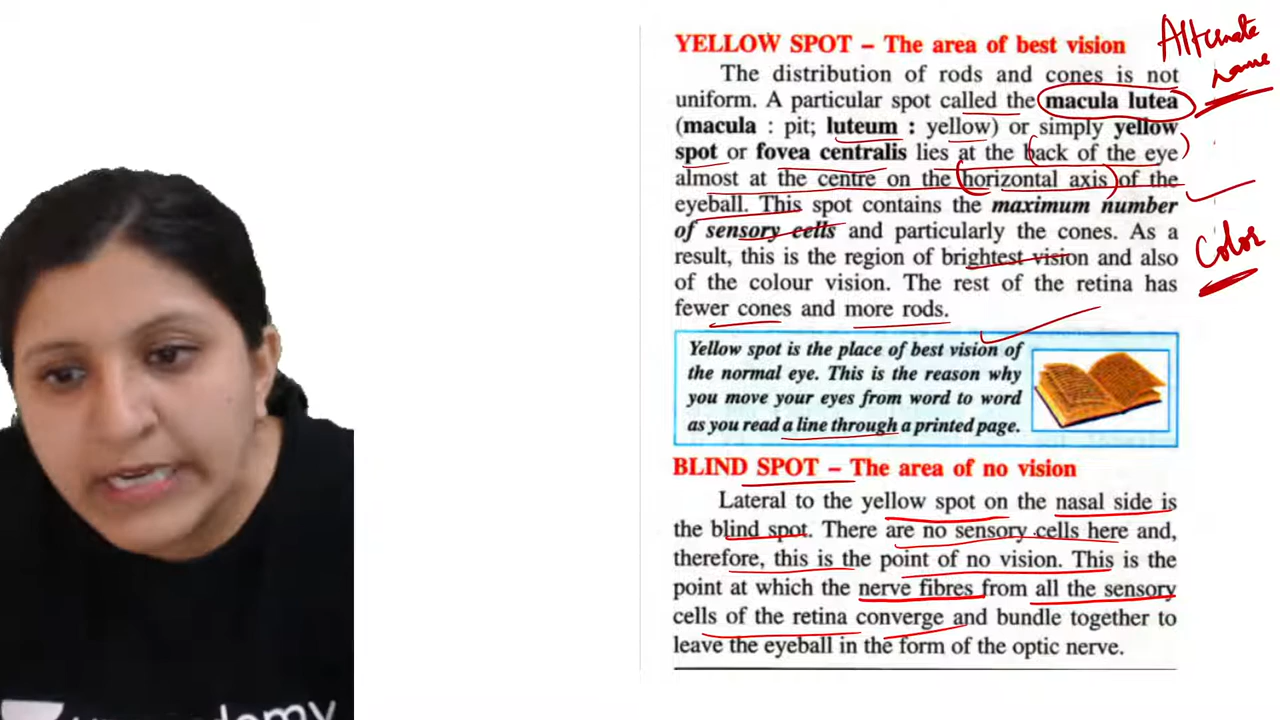 YELLOW SPOT – The area of best vision
Alternate
name
The distribution of rods and cones is not
uniform. A particular spot called the macula lutea
(macula : pit; luteum : yellow) or simply yellow
spot or fovea centralis lies at the back of the eye
almost at the centre on the horizontal axis of the
eyeball. This spot contains the maximum number
of sensory cells and particularly the cones. As a
result, this is the region of brightest vision and also
of the colour vision. The rest of the retina has
fewer cones and more rods.
Color
Yellow spot is the place of best vision of
the normal eye. This is the reason why
you move your eyes from word to word
as you read a line through a printed page.
BLIND SPOT – The area of no vision
Lateral to the yellow spot on the nasal side is
the blind spot. There are no sensory cells here and,
therefore, this is the point of no vision. This is the
point at which the nerve fibres from all the sensory
cells of the retina converge and bundle together to
leave the eyeball in the form of the optic nerve.